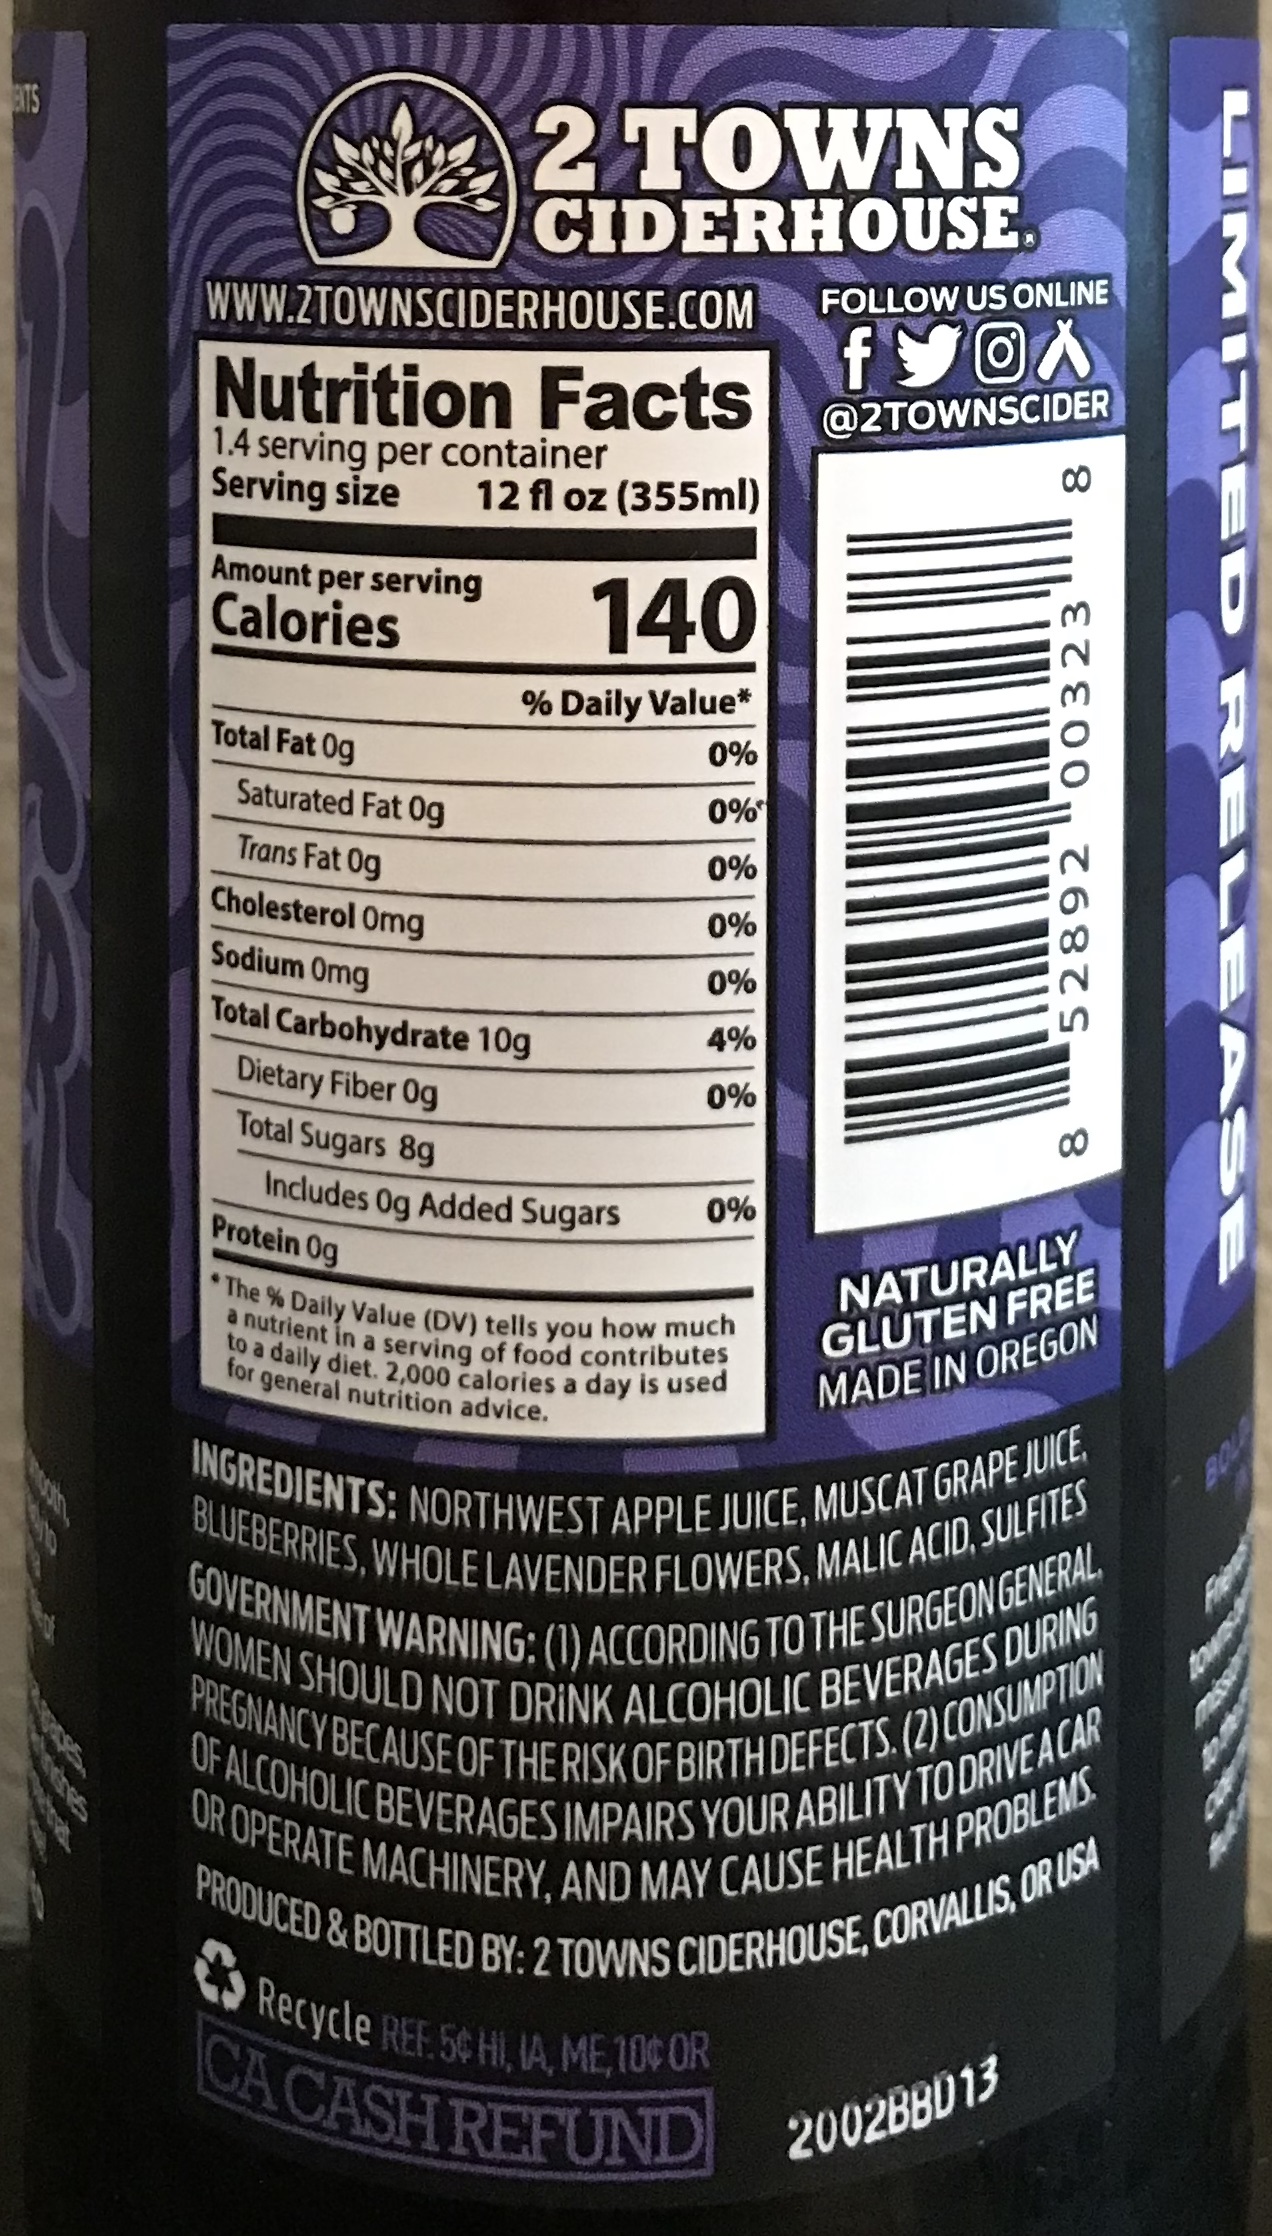 2 TOWNS
CIDERHOUSE®
WWW.2TOWNSCIDERHOUSE.COM
FOLLOW US ONLINE
@2TOWNSCIDER
Nutrition Facts
1.4 serving per container
Serving size 12 fl oz (355ml)
Amount per serving
Calories 140
% Daily Value*
Total Fat 0g 0%
Saturated Fat 0g 0%
Trans Fat 0g 0%
Cholesterol 0mg 0%
Sodium 0mg 0%
Total Carbohydrate 10g 4%
Dietary Fiber 0g 0%
Total Sugars 8g
Includes 0g Added Sugars 0%
Protein 0g
* The % Daily Value (DV) tells you how much
a nutrient in a serving of food contributes
to a daily diet. 2,000 calories a day is used
for general nutrition advice.
8 52892 00323 8
NATURALLY
GLUTEN FREE
MADE IN OREGON
INGREDIENTS: NORTHWEST APPLE JUICE, MUSCAT GRAPE JUICE,
BLUEBERRIES, WHOLE LAVENDER FLOWERS, MALIC ACID, SULFITES
GOVERNMENT WARNING: (1) ACCORDING TO THE SURGEON GENERAL,
WOMEN SHOULD NOT DRiNK ALCOHOLIC BEVERAGES DURING
PREGNANCY BECAUSE OF THE RISK OF BIRTH DEFECTS. (2) CONSUMPTION
OF ALCOHOLIC BEVERAGES IMPAIRS YOUR ABILITY TO DRIVE A CAR
OR OPERATE MACHINERY, AND MAY CAUSE HEALTH PROBLEMS.
PRODUCED & BOTTLED BY: 2 TOWNS CIDERHOUSE, CORVALLIS, OR USA
Recycle REF. 5¢ HI, IA, ME, 10¢ OR
CA CASH REFUND
2002BBD13
LIMITED RELEASE